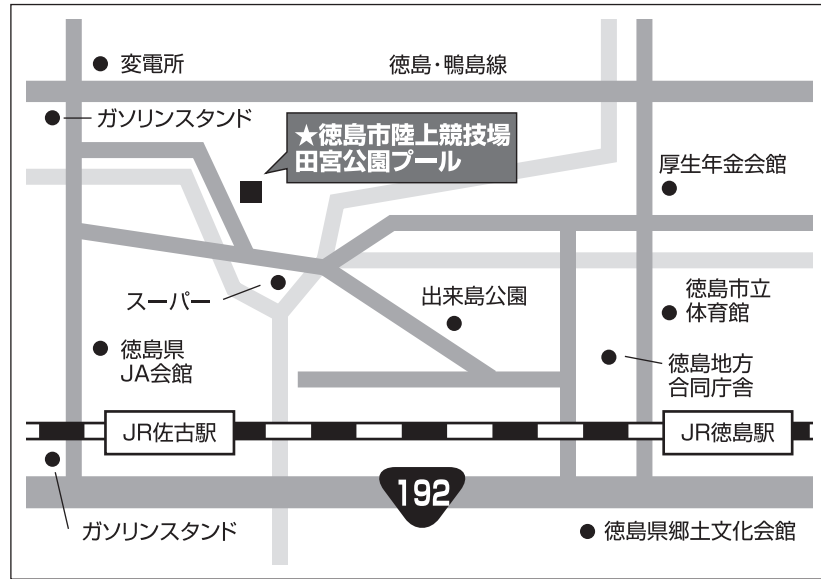 変電所
徳島・鴨島線
ガソリンスタンド
★徳島市陸上競技場
田宮公園プール
厚生年金会館
スーパー
出来島公園
徳島市立
体育館
徳島県
JA会館
徳島地方
合同庁舎
JR佐古駅
JR徳島駅
192
ガソリンスタンド
徳島県郷土文化会館